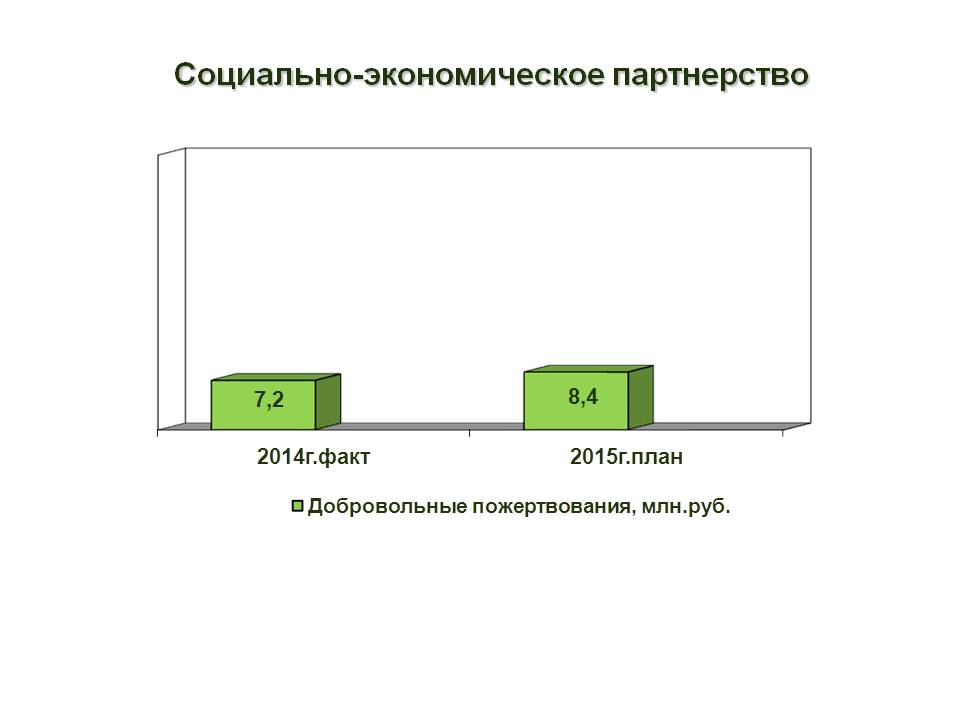 Социально-экономическое партнерство
7,2
8,4
2014г.факт
2015г.план
Добровольные пожертвования, млн.руб.